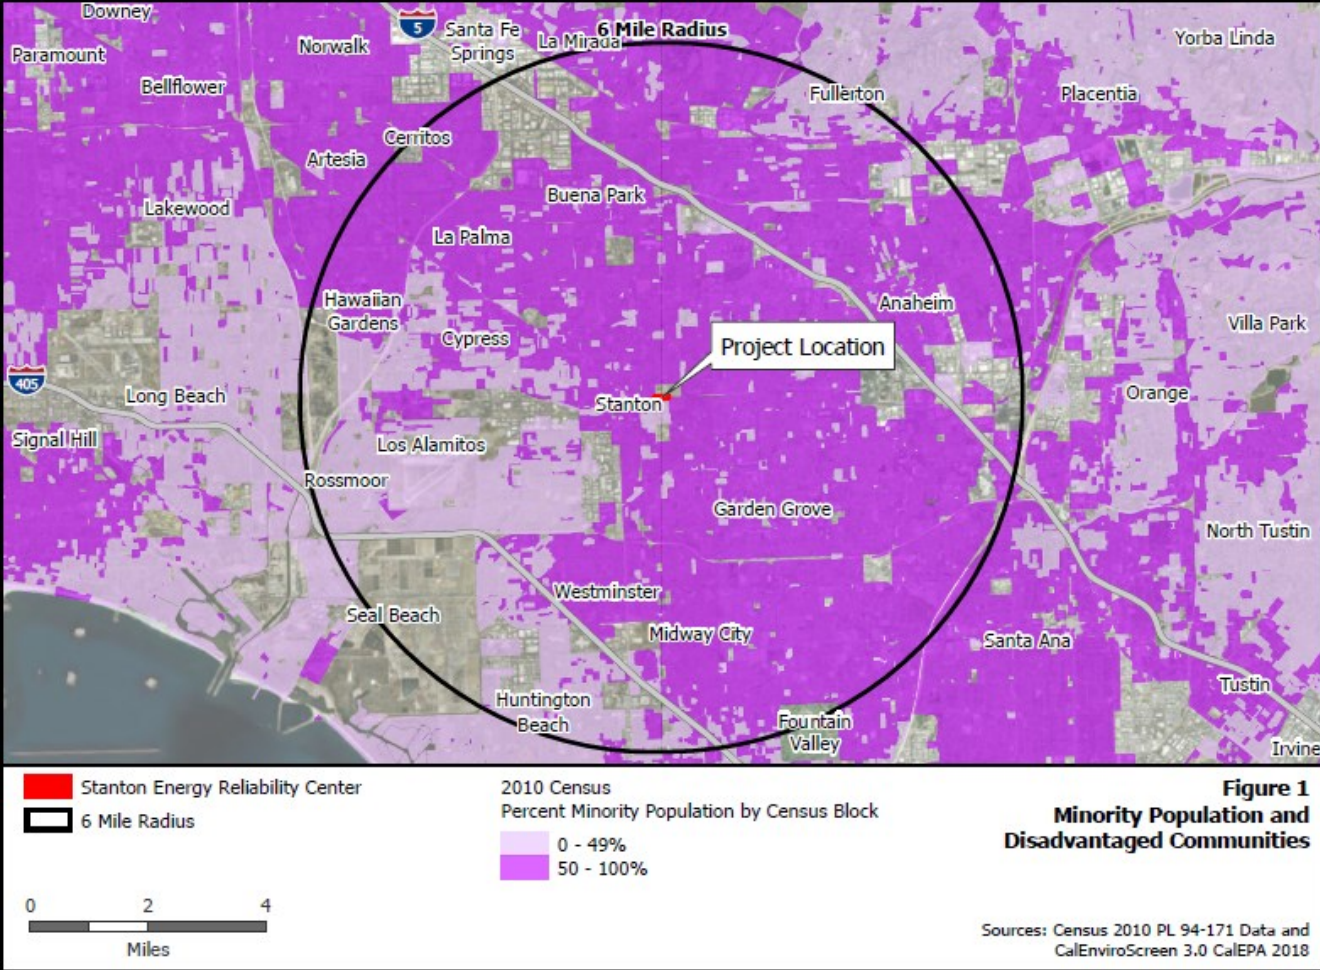 Downey
Paramount
Norwalk
5
Santa Fe
Springs
La Mirada
6 Mile Radius
Yorba Linda
Bellflower
Fullerton
Placentia
Cerritos
Artesia
Buena Park
Lakewood
La Palma
Hawaiian
Gardens
Anaheim
Villa Park
Cypress
Project Location
405
Long Beach
Stanton
Orange
Signal Hill
Los Alamitos
Rossmoor
Garden Grove
North Tustin
Westminster
Seal Beach
Midway City
Santa Ana
Huntington
Beach
Fountain
Valley
Tustin
Irvine
Stanton Energy Reliability Center
6 Mile Radius
0 2 4
Miles
2010 Census
Percent Minority Population by Census Block
0 - 49%
50 - 100%
Figure 1
Minority Population and
Disadvantaged Communities
Sources: Census 2010 PL 94-171 Data and
CalEnviroScreen 3.0 CalEPA 2018